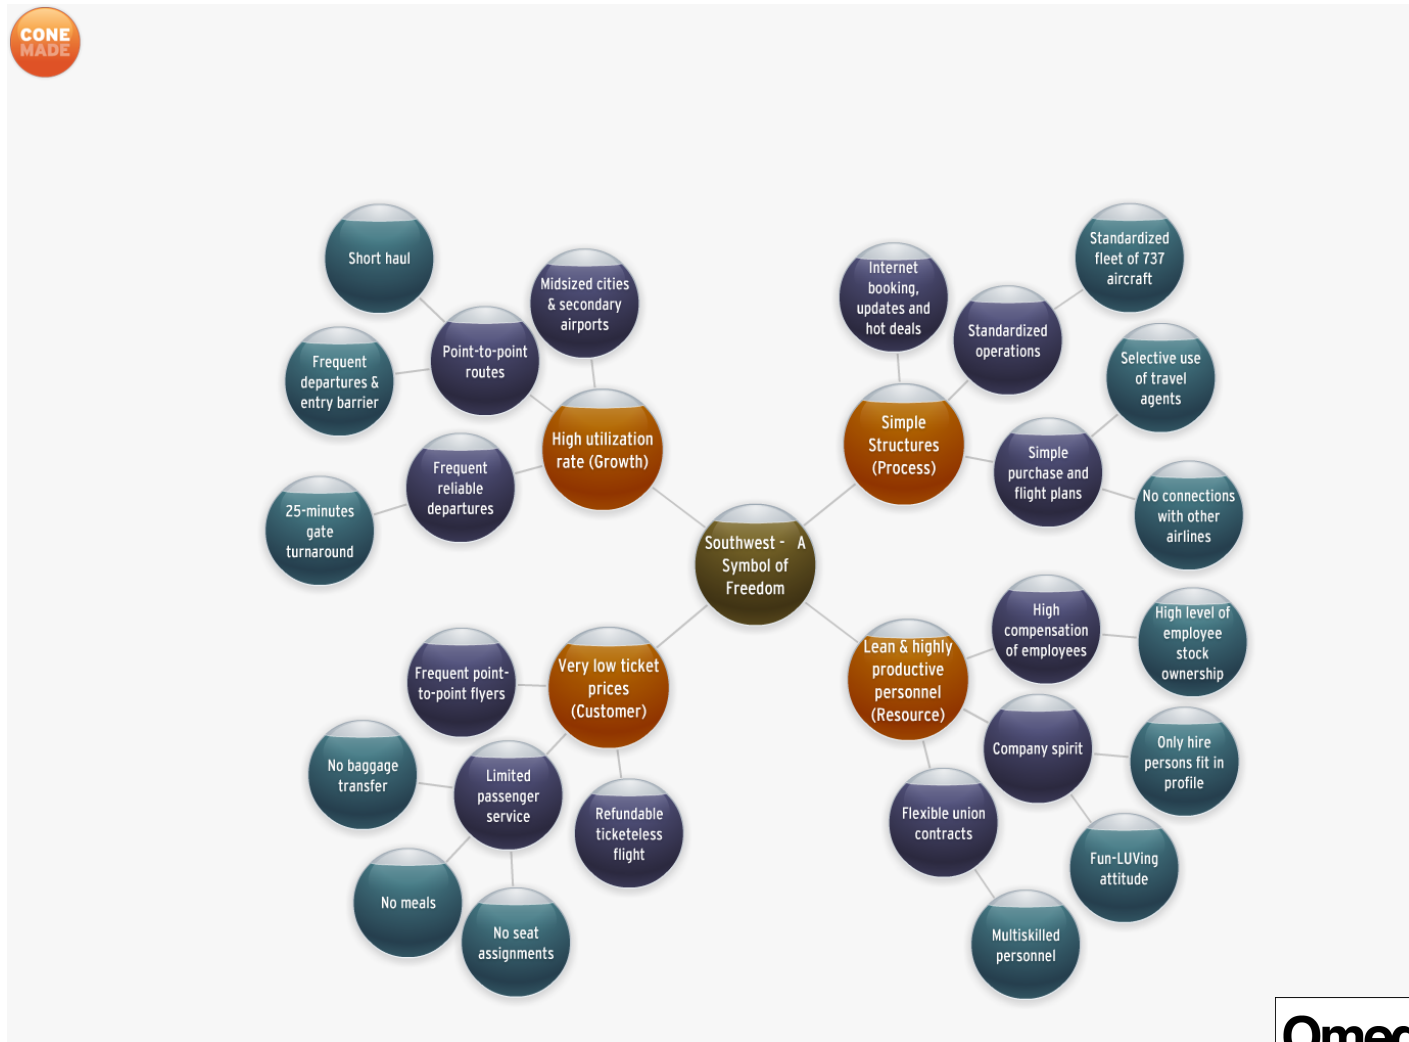 CONE
MADE
Short haul
Midsized cities
& secondary
airports
Point-to-point
routes
Frequent
departures &
entry barrier
High utilization
rate (Growth)
Frequent
reliable
departures
25-minutes
gate
turnaround
Internet
booking,
updates and
hot deals
Standardized
fleet of 737
aircraft
Standardized
operations
Selective use
of travel
agents
Simple
Structures
(Process)
Simple
purchase and
flight plans
No connections
with other
airlines
Southwest - A
Symbol of
Freedom
Frequent point-
to-point flyers
Very low ticket
prices
(Customer)
No baggage
transfer
Limited
passenger
service
Refundable
ticketeless
flight
No meals
No seat
assignments
High
compensation
of employees
High level of
employee
stock
ownership
Lean & highly
productive
personnel
(Resource)
Company spirit
Only hire
persons fit in
profile
Flexible union
contracts
Fun-LUVing
attitude
Multiskilled
personnel